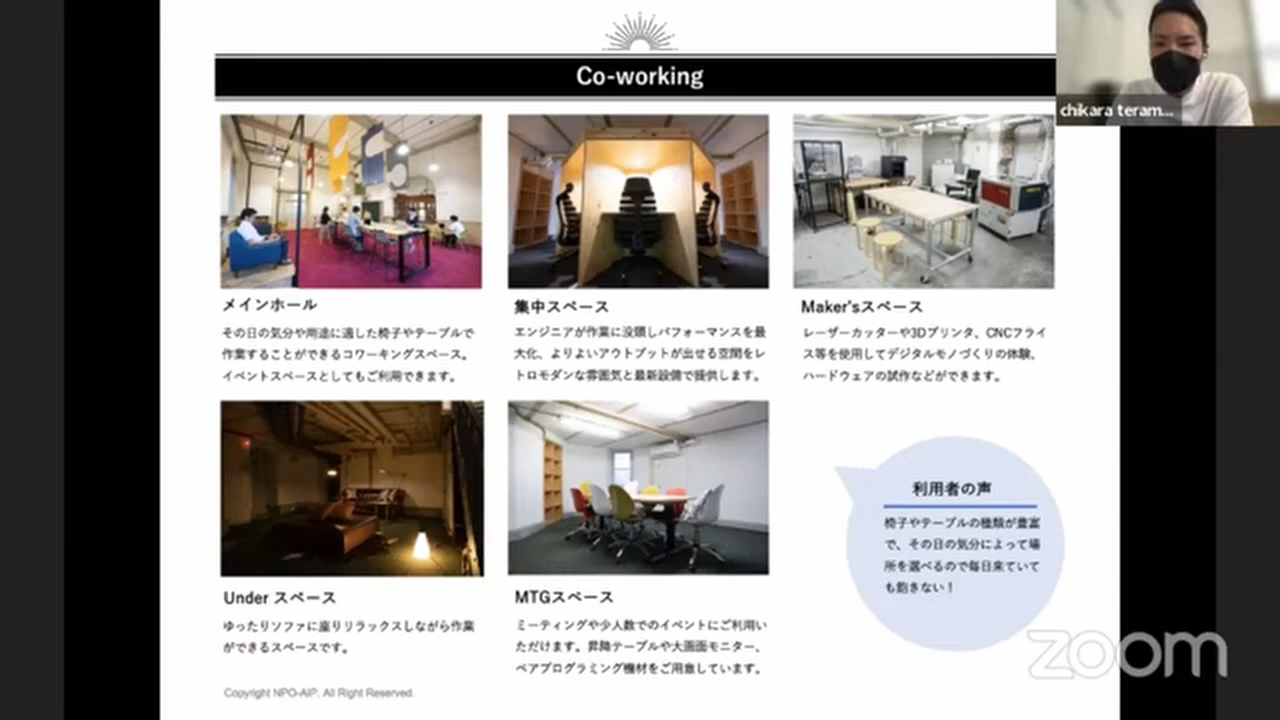 Co-working
chikara teram...
メインホール
その日の気分や用途に適した椅子やテーブルで
作業することができるコワーキングスペース。
イベントスペースとしてもご利用できます。
集中スペース
エンジニアが作業に没頭しパフォーマンスを最
大化、よりよいアウトプットが出せる空間をレ
トロモダンな雰囲気と最新設備で提供します。
Maker'sスペース
レーザーカッターや3Dプリンタ、CNCフライ
ス等を使用してデジタルモノづくりの体験、
ハードウェアの試作などができます。
Under スペース
ゆったりソファに座りリラックスしながら作業
ができるスペースです。
MTGスペース
ミーティングや少人数でのイベントにご利用い
ただけます。昇降テーブルや大画面モニター、
ペアプログラミング機材をご用意しています。
利用者の声
椅子やテーブルの種類が豊富
で、その日の気分によって場
所を選べるので毎日来ていて
も飽きない！
Copyright NPO-AIP. All Right Reserved.
zoom